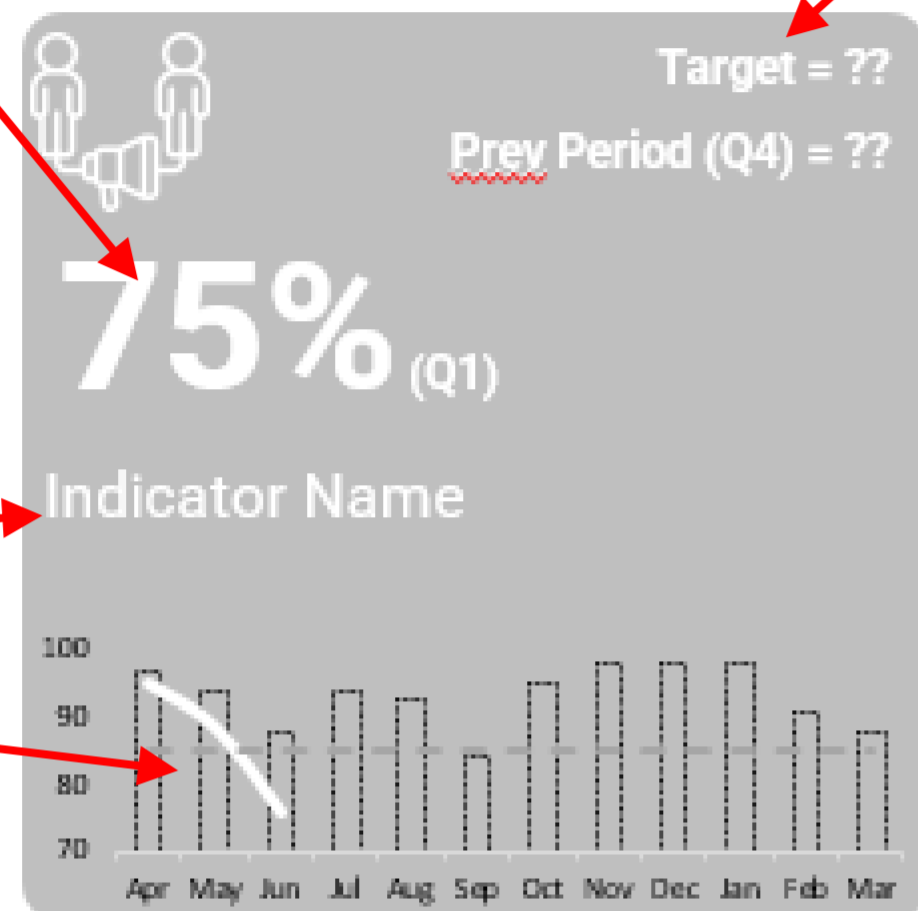 Target = ??
Prev Period (Q4) = ??
75% (Q1)
Indicator Name
100
90
80
70
Apr May Jun Jul Aug Sep Oct Nov Dec Jan Feb Mar